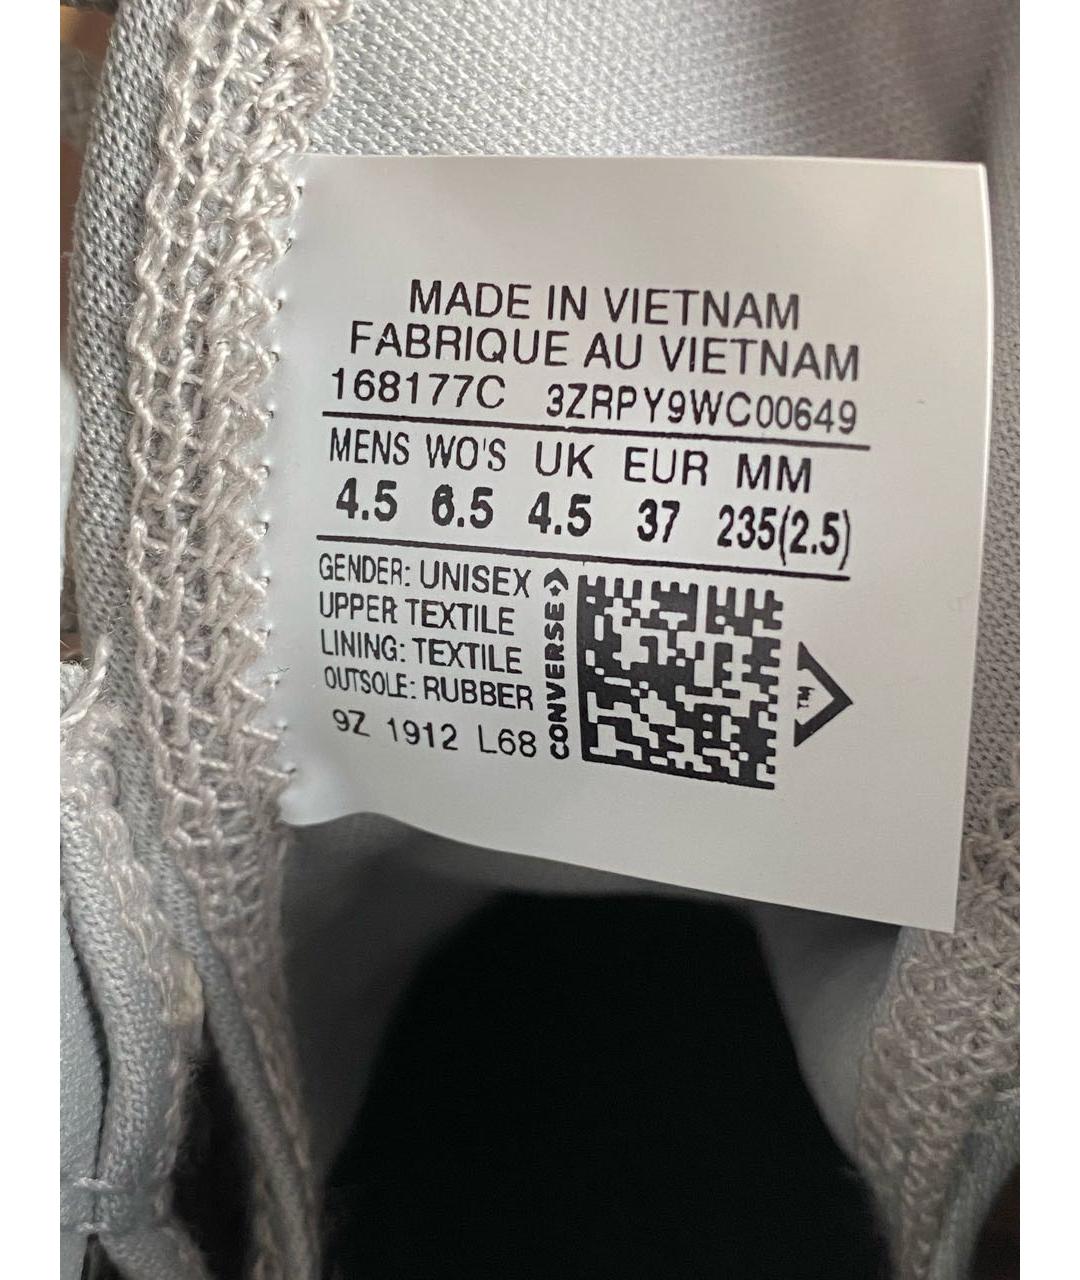 MADE IN VIETNAM
FABRIQUE AU VIETNAM
168177C 3ZRPY9WC00649
MENS WO'S UK EUR MM
4.5 6.5 4.5 37 235(2.5)
GENDER: UNISEX
UPPER TEXTILE
LINING: TEXTILE
OUTSOLE: RUBBER
9Z 1912 L68
CONVERSE
TM